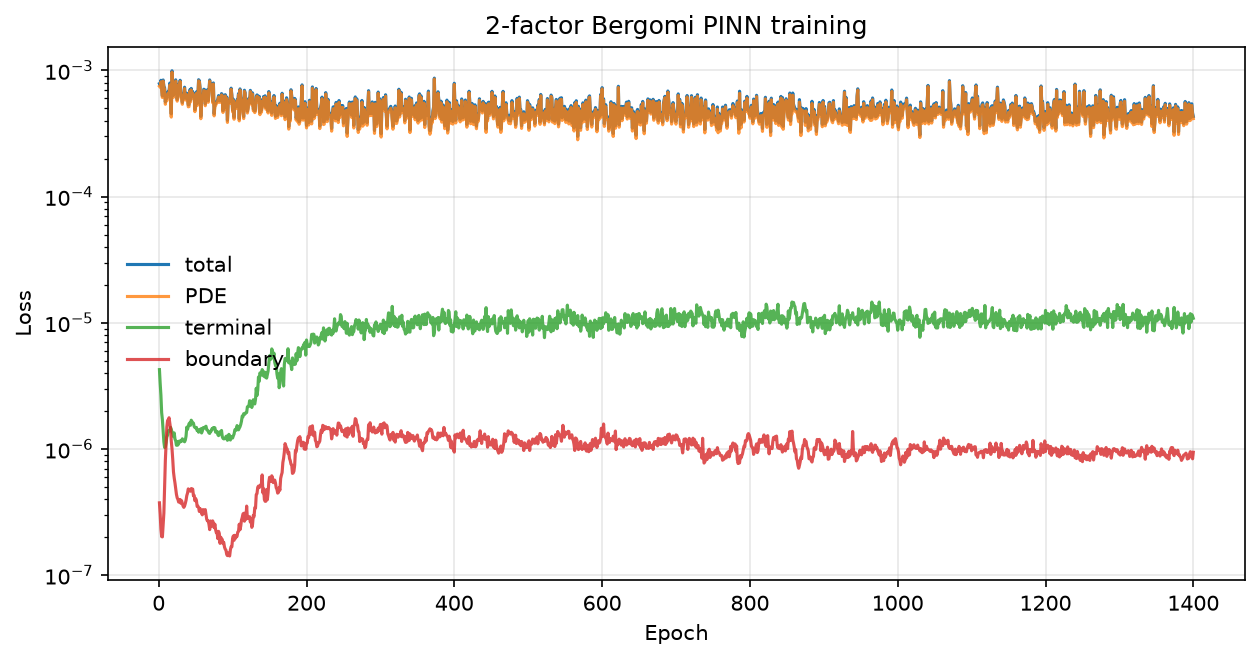 2-factor Bergomi PINN training
10⁻³
10⁻⁴
10⁻⁵
10⁻⁶
10⁻⁷
Loss
total
PDE
terminal
boundary
0 200 400 600 800 1000 1200 1400
Epoch